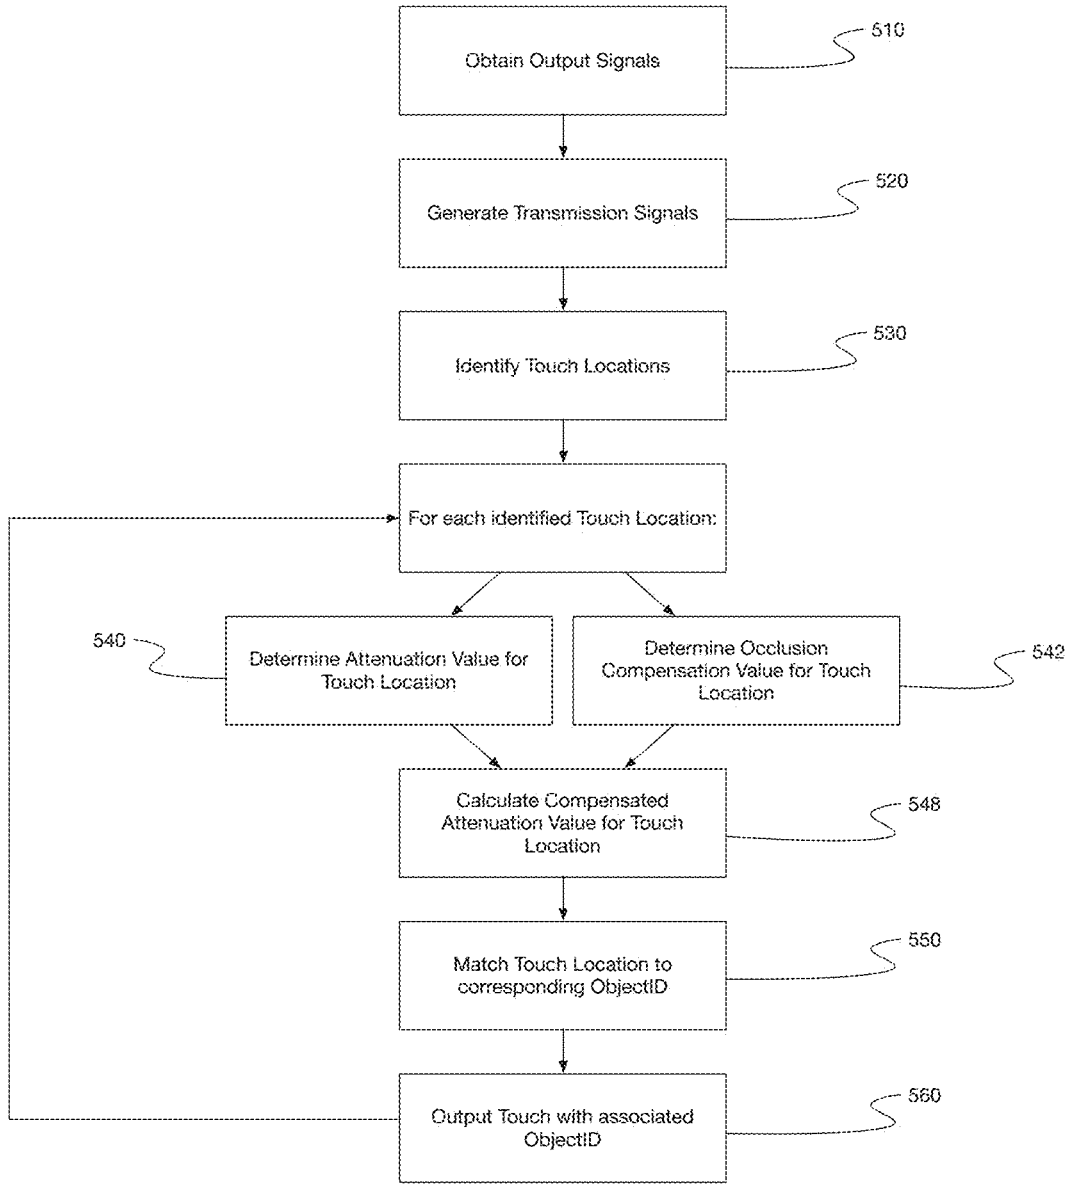 Obtain Output Signals
510
Generate Transmission Signals
520
Identify Touch Locations
530
For each identified Touch Location:
540
Determine Attenuation Value for
Touch Location
Determine Occlusion
Compensation Value for Touch
Location
542
Calculate Compensated
Attenuation Value for Touch
Location
548
Match Touch Location to
corresponding ObjectID
550
Output Touch with associated
ObjectID
560